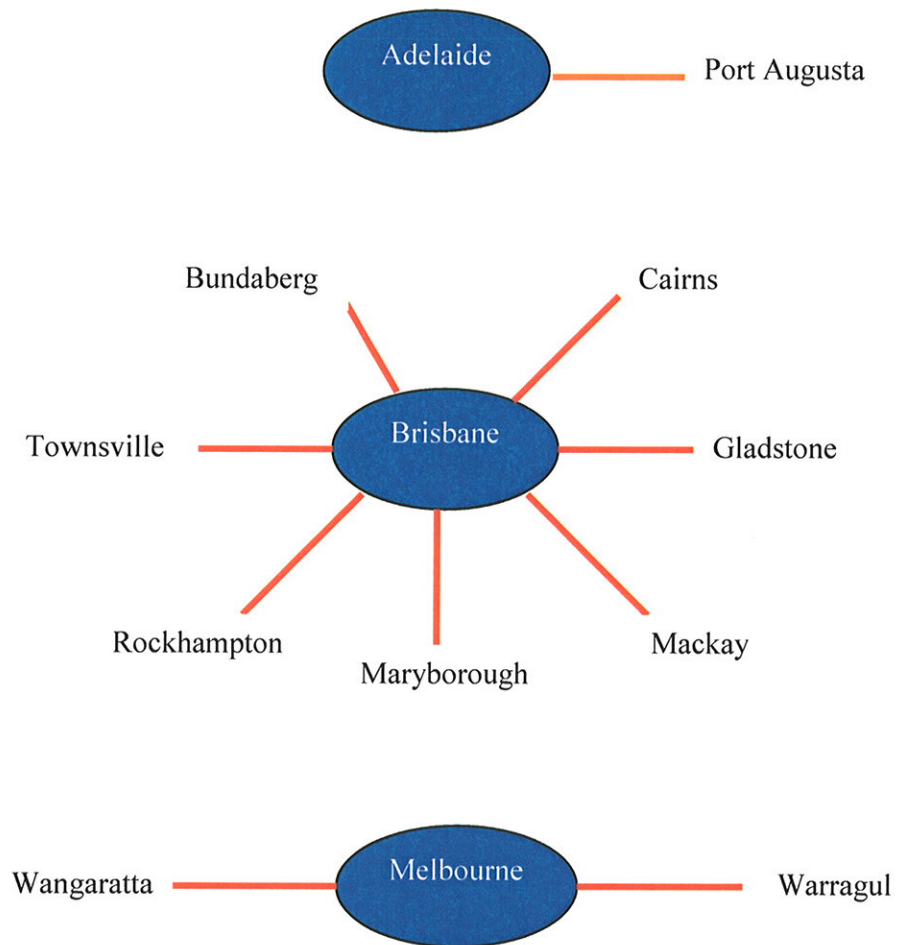 Adelaide
Port Augusta
Bundaberg
Cairns
Brisbane
Townsville
Gladstone
Rockhampton
Mackay
Maryborough
Melbourne
Wangaratta
Warragul